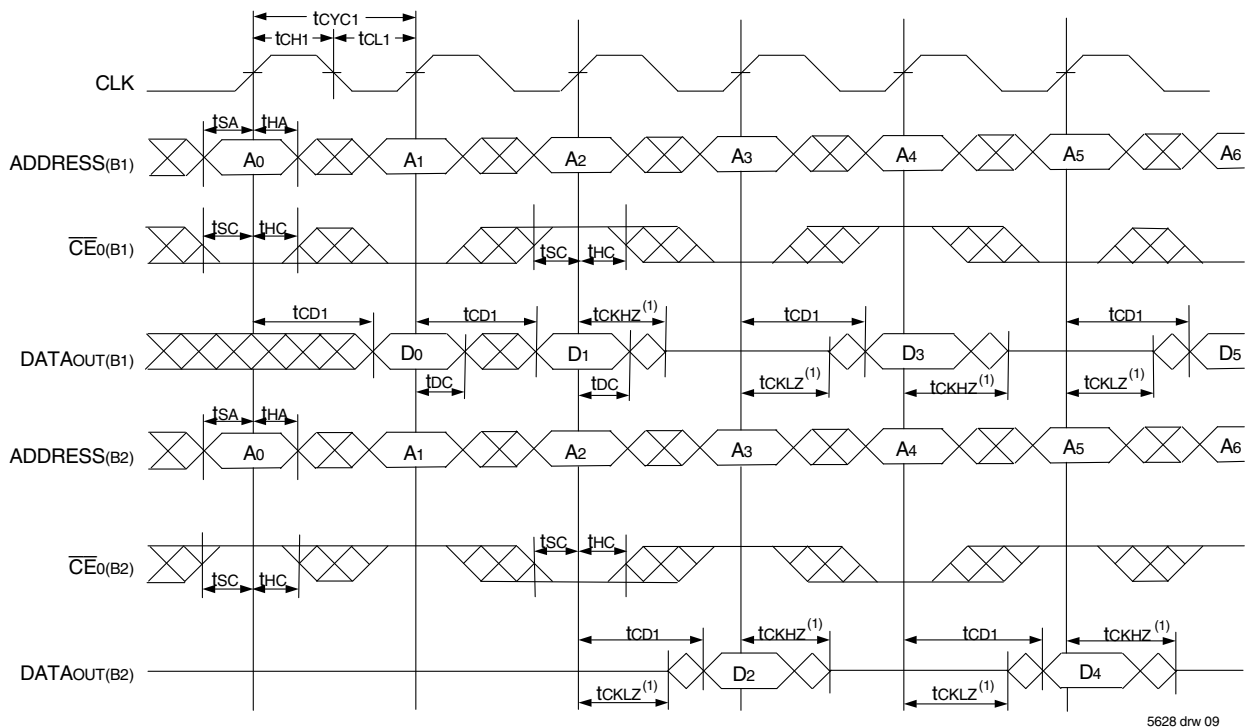 tCYC1
tCH1 tCL1
CLK
tSA tHA
ADDRESS(B1) A0 A1 A2 A3 A4 A5 A6
tSC tHC
CE0(B1)
tSC tHC
tCD1 tCD1 tCKHZ(1) tCD1 tCD1
DATAOUT(B1) D0 D1 D3 D5
tDC tDC tCKLZ(1) tCKHZ(1) tCKLZ(1)
tSA tHA
ADDRESS(B2) A0 A1 A2 A3 A4 A5 A6
tSC tHC
CE0(B2)
tSC tHC
tCD1 tCKHZ(1) tCD1 tCKHZ(1)
DATAOUT(B2) D2 D4
tCKLZ(1) tCKLZ(1)
5628 drw 09